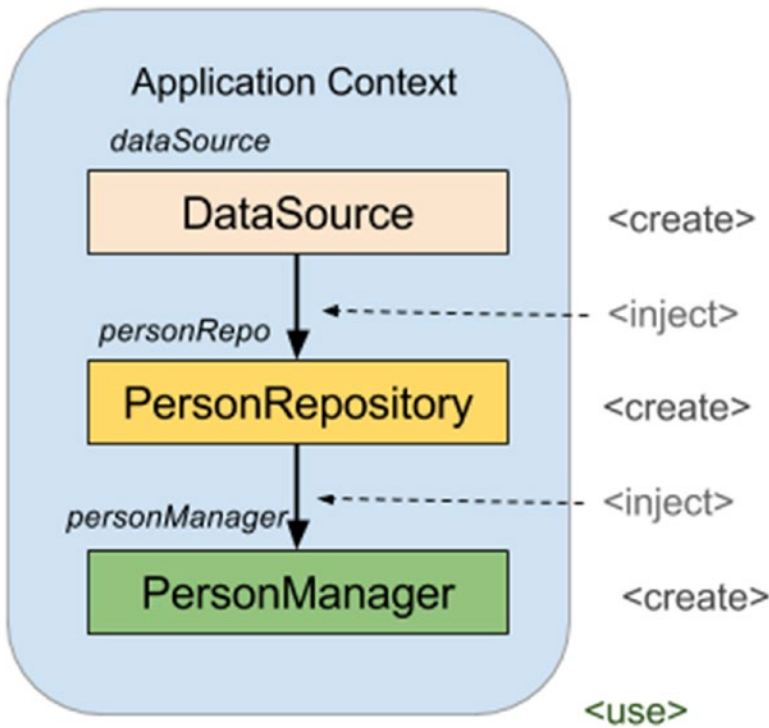 Application Context
dataSource
DataSource
<create>
<inject>
personRepo
PersonRepository
<create>
<inject>
personManager
PersonManager
<create>
<use>